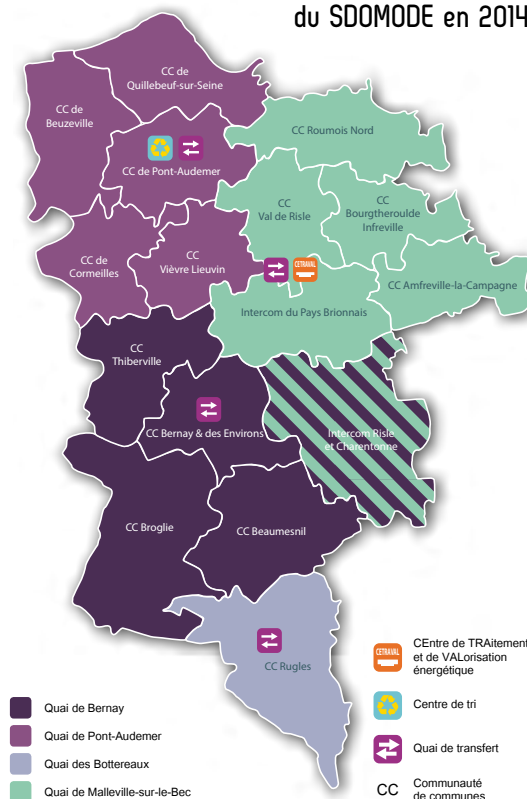 du SDOMODE en 2014
CC de
Quillebeuf-sur-Seine
CC de
Beuzeville
CC Roumois Nord
CC de Pont-Audemer
CC
Val de Risle
CC
Bourgtheroulde
Infreville
CC de
Cormeilles
CC
Vièvre Lieuvin
CETRAVAL
CC Amfreville-la-Campagne
Intercom du Pays Brionnais
CC
Thiberville
CC Bernay & des Environs
Intercom Risle
et Charentonne
CC Broglie
CC Beaumesnil
CC Rugles
CETRAVAL
CEntre de TRAitement
et de VALorisation
énergétique
Centre de tri
Quai de transfert
CC
Communauté
de communes
Quai de Bernay
Quai de Pont-Audemer
Quai des Bottereaux
Quai de Malleville-sur-le-Bec